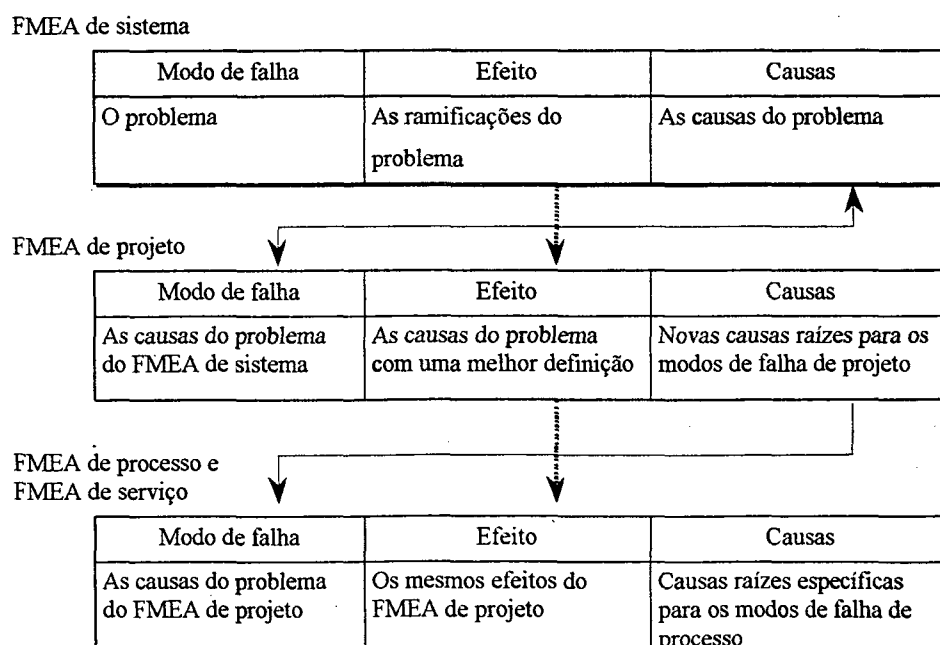 FMEA de sistema
Modo de falha Efeito Causas
O problema As ramificações do As causas do problema
problema
FMEA de projeto
Modo de falha Efeito Causas
As causas do problema As causas do problema Novas causas raízes para os
do FMEA de sistema com uma melhor definição modos de falha de projeto
FMEA de processo e
FMEA de serviço
Modo de falha Efeito Causas
As causas do problema Os mesmos efeitos do Causas raízes específicas
do FMEA de projeto FMEA de projeto para os modos de falha de
processo